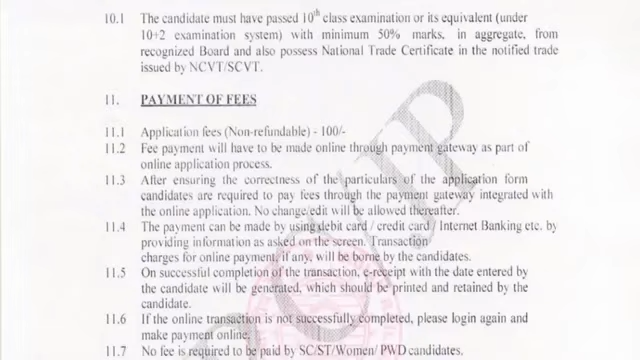 10.1 The candidate must have passed 10th class examination or its equivalent (under
10+2 examination system) with minimum 50% marks, in aggregate, from
recognized Board and also possess National Trade Certificate in the notified trade
issued by NCVT/SCVT.
11. PAYMENT OF FEES
11.1 Application fees (Non-refundable) - 100/-
11.2 Fee payment will have to be made online through payment gateway as part of
online application process.
11.3 After ensuring the correctness of the particulars of the application form
candidates are required to pay fees through the payment gateway integrated with
the online application. No change/edit will be allowed thereafter.
11.4 The payment can be made by using debit card / credit card / Internet Banking etc. by
providing information as asked on the screen. Transaction
charges for online payment, if any, will be borne by the candidates.
11.5 On successful completion of the transaction, e-receipt with the date entered by
the candidate will be generated, which should be printed and retained by the
candidate.
11.6 If the online transaction is not successfully completed, please login again and
make payment online.
11.7 No fee is required to be paid by SC/ST/Women/ PWD candidates.